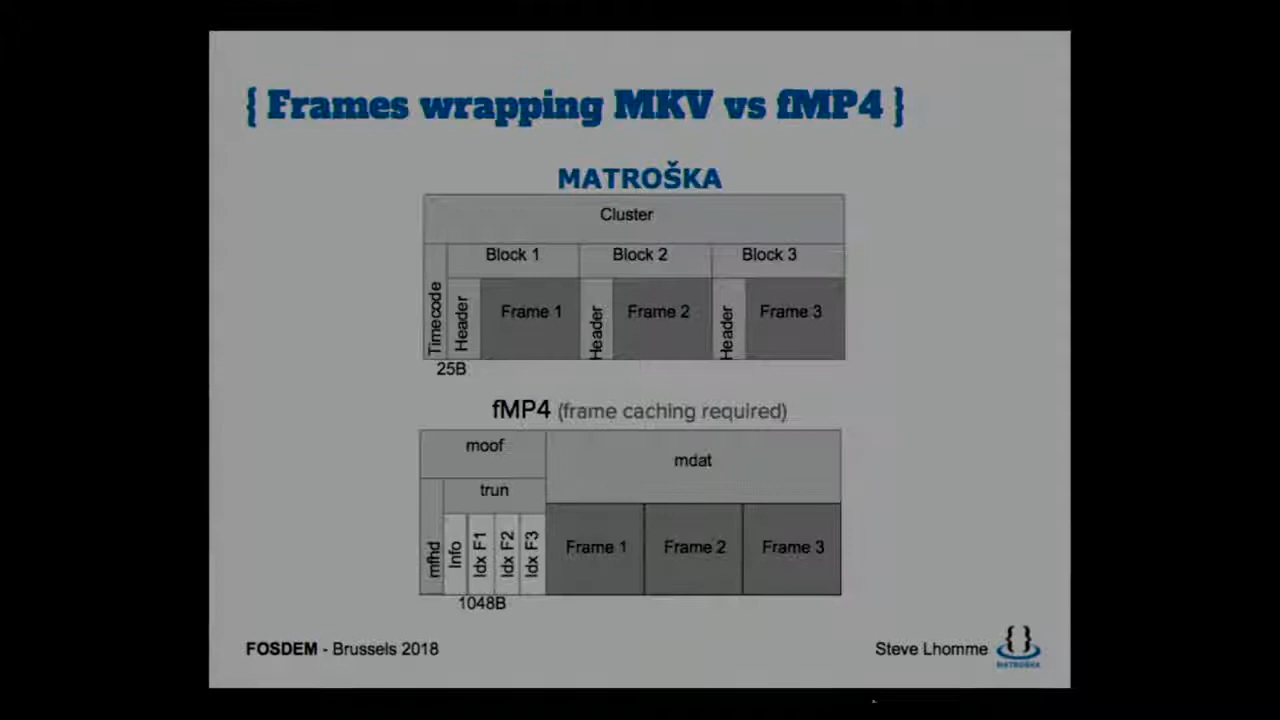 { Frames wrapping MKV vs fMP4 }
MATROŠKA
Cluster
Block 1
Block 2
Block 3
Timecode
Header
Frame 1
Header
Frame 2
Header
Frame 3
25B
fMP4 (frame caching required)
moof
mdat
trun
mfhd
Info
Idx F1
Idx F2
Idx F3
Frame 1
Frame 2
Frame 3
1048B
FOSDEM - Brussels 2018
Steve Lhomme
{}
MATROŠKA